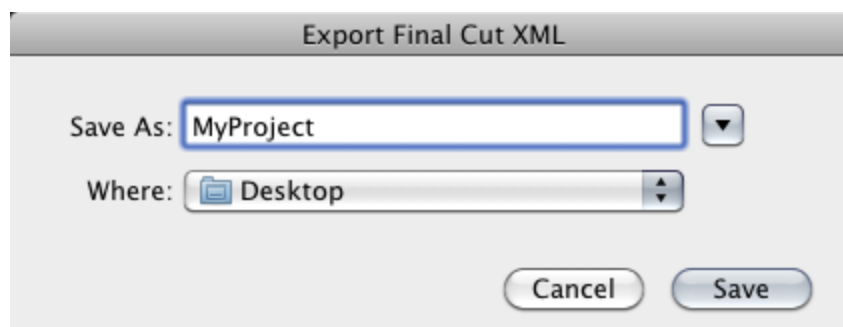 Export Final Cut XML
Save As: MyProject
Where: Desktop
Cancel Save